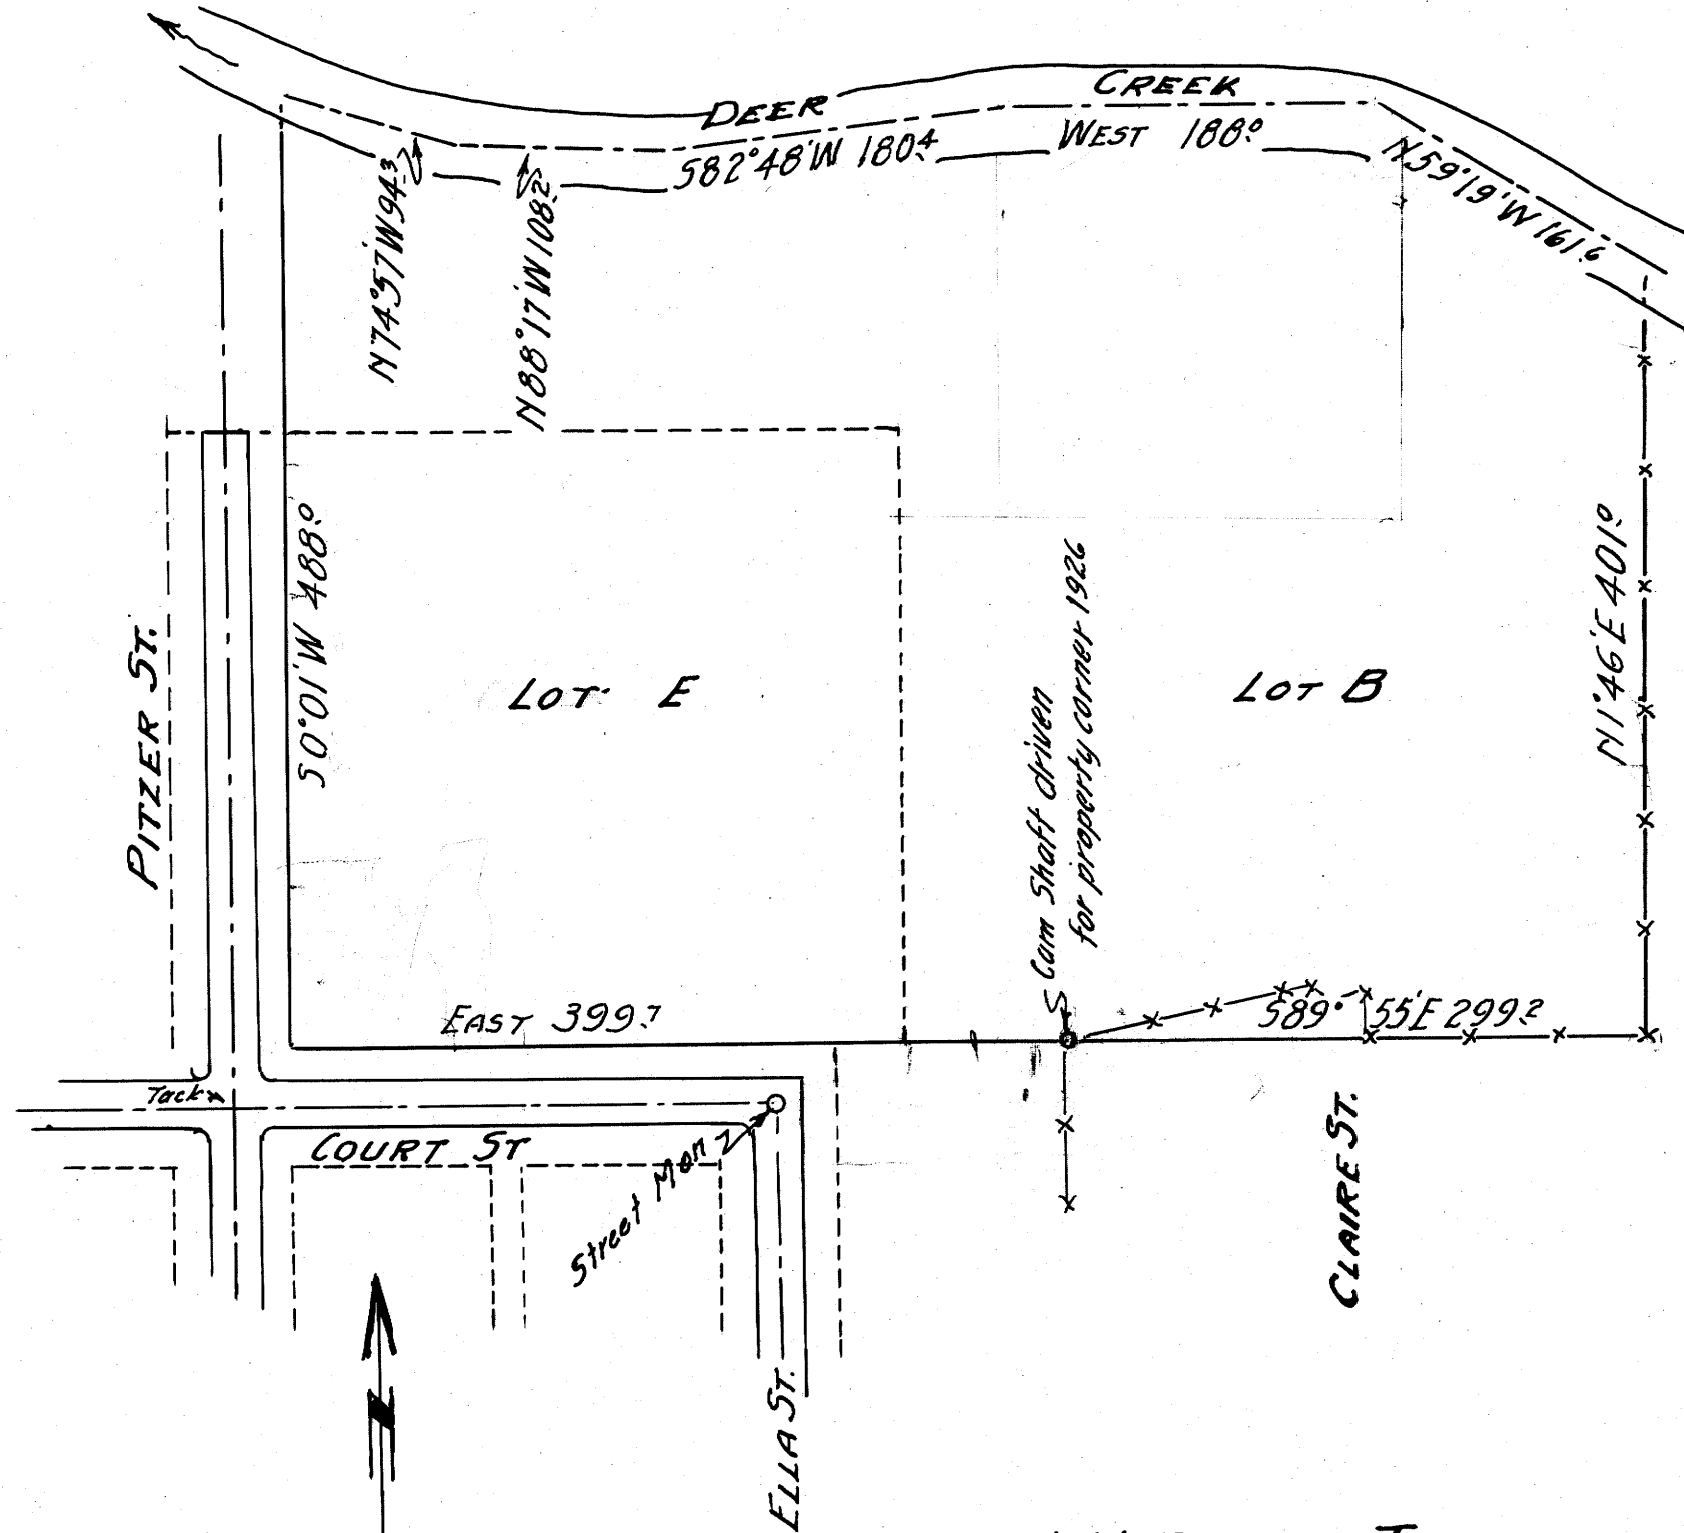 DEER CREEK
S82°48'W 180.4
WEST 188.0
N59°19'W 161.6
N74°57'W 94.3
N88°17'W 108.2
PITZER ST.
S0°01'W 488.0
LOT E
LOT B
N1°46'E 401.0
Cam Shaft driven
for property corner 1926
EAST 399.7
S89°55'E 299.2
Tack
COURT ST
Street Mon
CLAIRE ST.
N
ELLA ST.